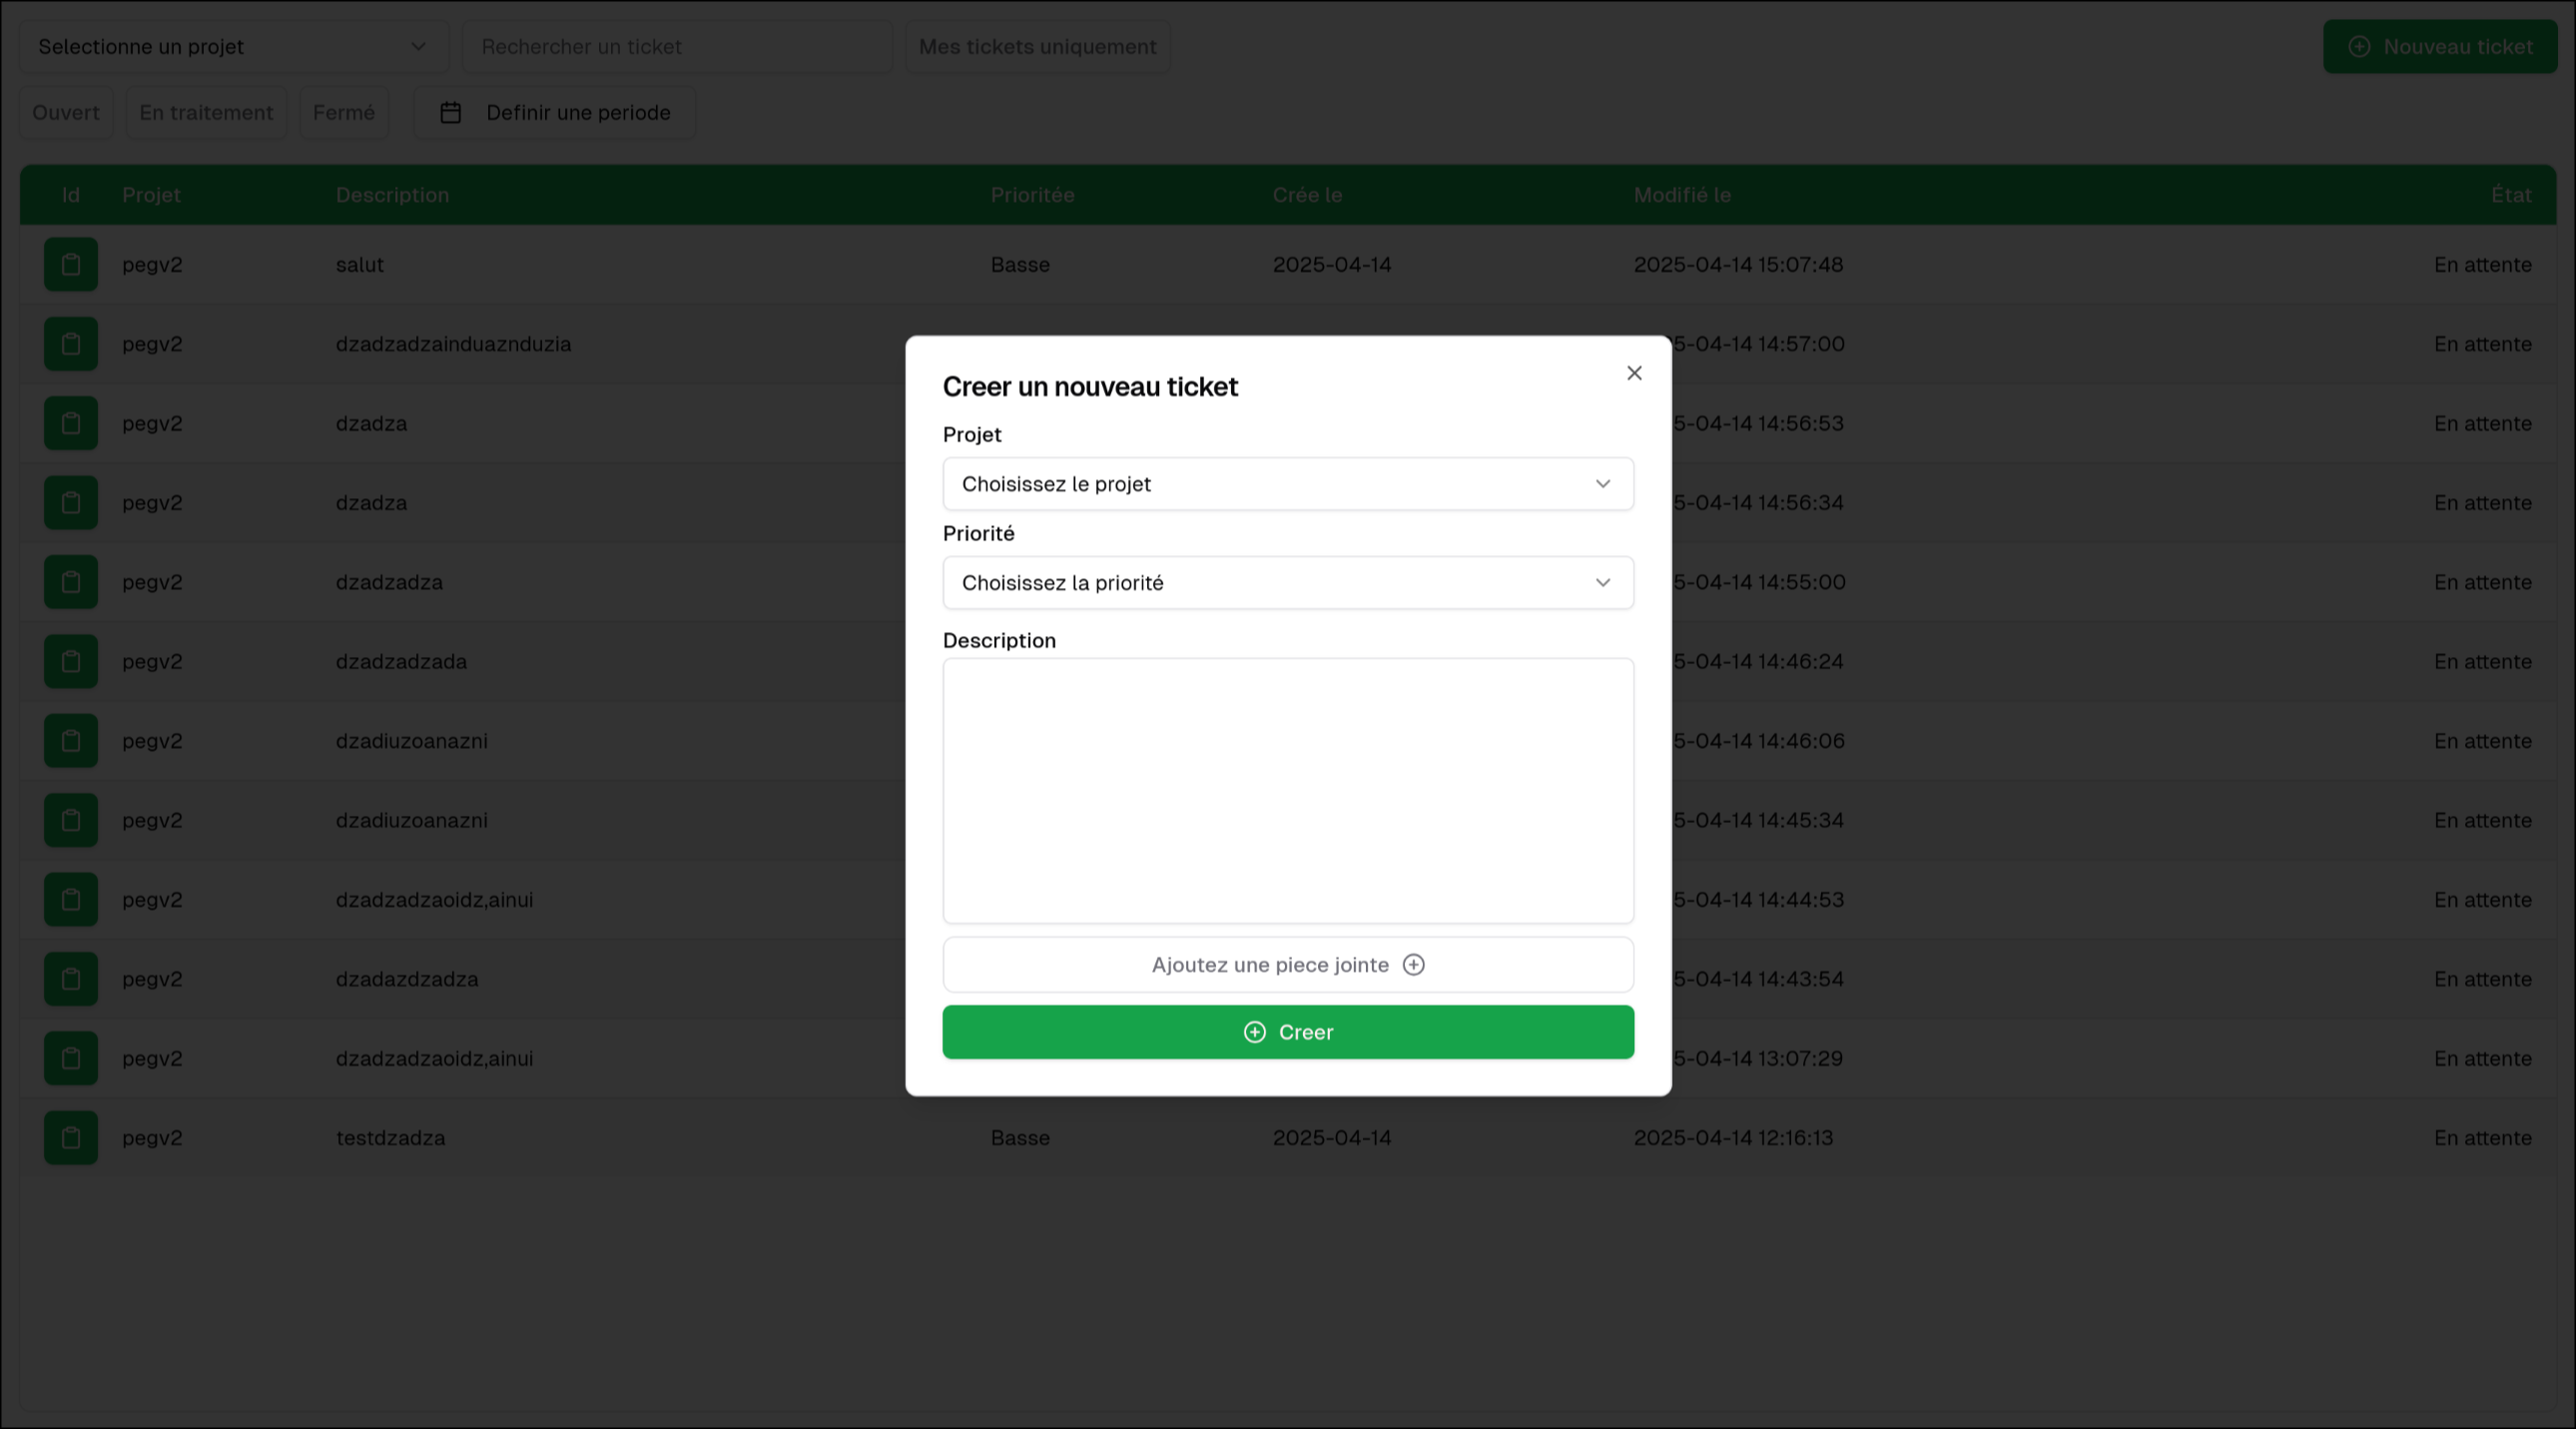 Selectionne un projet Rechercher un ticket Mes tickets uniquement Nouveau ticket
Ouvert En traitement Fermé Definir une periode
Id Projet Description Prioritée Crée le Modifié le État
pegv2 salut Basse 2025-04-14 2025-04-14 15:07:48 En attente
pegv2 dzadzadzainduaznduzia 5-04-14 14:57:00 En attente
pegv2 dzadza 5-04-14 14:56:53 En attente
pegv2 dzadza 5-04-14 14:56:34 En attente
pegv2 dzadzadza 5-04-14 14:55:00 En attente
pegv2 dzadzadzada 5-04-14 14:46:24 En attente
pegv2 dzadiuzoanazni 5-04-14 14:46:06 En attente
pegv2 dzadiuzoanazni 5-04-14 14:45:34 En attente
pegv2 dzadzadzaoidz,ainui 5-04-14 14:44:53 En attente
pegv2 dzadazdzadza 5-04-14 14:43:54 En attente
pegv2 dzadzadzaoidz,ainui 5-04-14 13:07:29 En attente
pegv2 testdzadza Basse 2025-04-14 2025-04-14 12:16:13 En attente
Creer un nouveau ticket
Projet
Choisissez le projet
Priorité
Choisissez la priorité
Description
Ajoutez une piece jointe
Creer